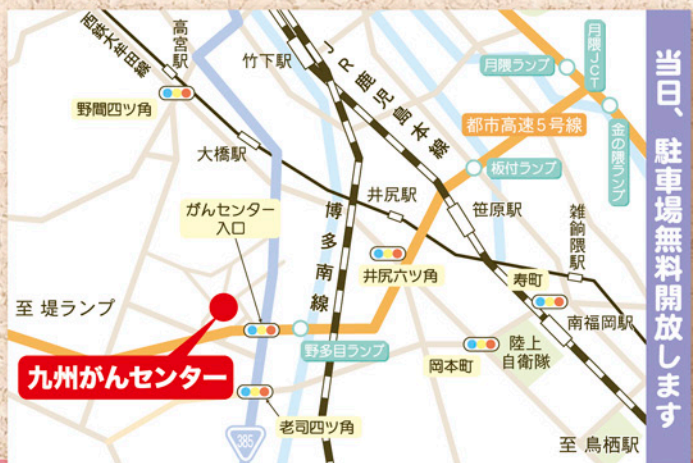 西鉄大牟田線
高宮駅
竹下駅
JR鹿児島本線
月隈ランプ
月隈JCT
野間四ツ角
都市高速5号線
金の隈ランプ
大橋駅
板付ランプ
井尻駅
がんセンター
入口
博多南線
笹原駅
雑餉隈駅
井尻六ツ角
寿町
至 堤ランプ
南福岡駅
野多目ランプ
岡本町
陸上
自衛隊
九州がんセンター
老司四ツ角
385
至 鳥栖駅
当日、駐車場無料開放します